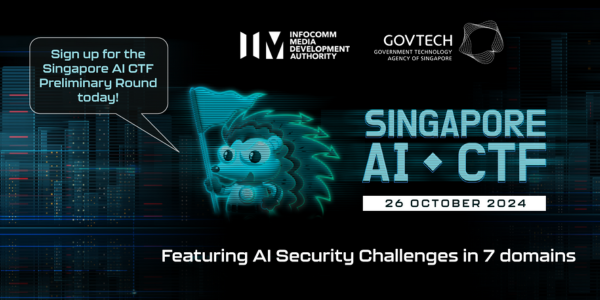 INFOCOMM
MEDIA
DEVELOPMENT
AUTHORITY
GOVTECH
GOVERNMENT TECHNOLOGY
AGENCY OF SINGAPORE
Sign up for the
Singapore AI CTF
Preliminary Round
today!
SINGAPORE
AI ◆ CTF
26 OCTOBER 2024
Featuring AI Security Challenges in 7 domains